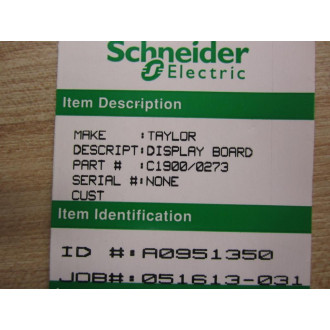 Schneider
Electric
Item Description
MAKE : TAYLOR
DESCRIPT: DISPLAY BOARD
PART # : C1900/0273
SERIAL #: NONE
CUST
Item Identification
ID #: A0951350
JOB#: 051613-031